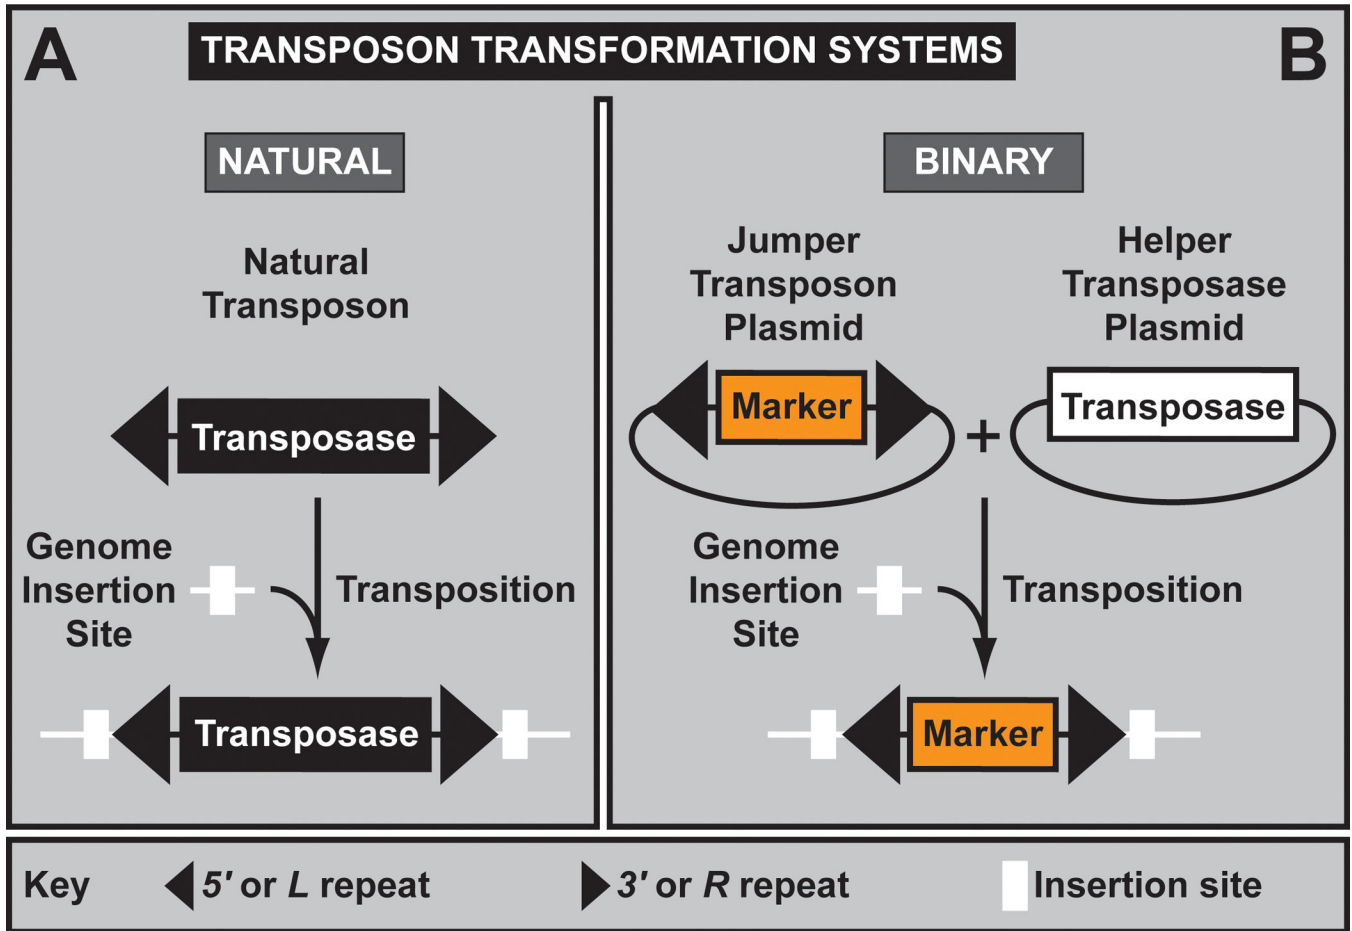 A
TRANSPOSON TRANSFORMATION SYSTEMS
B
NATURAL
Natural
Transposon
Transposase
Genome
Insertion
Site
Transposition
Transposase
BINARY
Jumper
Transposon
Plasmid
Helper
Transposase
Plasmid
Marker
+
Transposase
Genome
Insertion
Site
Transposition
Marker
Key
5′ or L repeat
3′ or R repeat
Insertion site